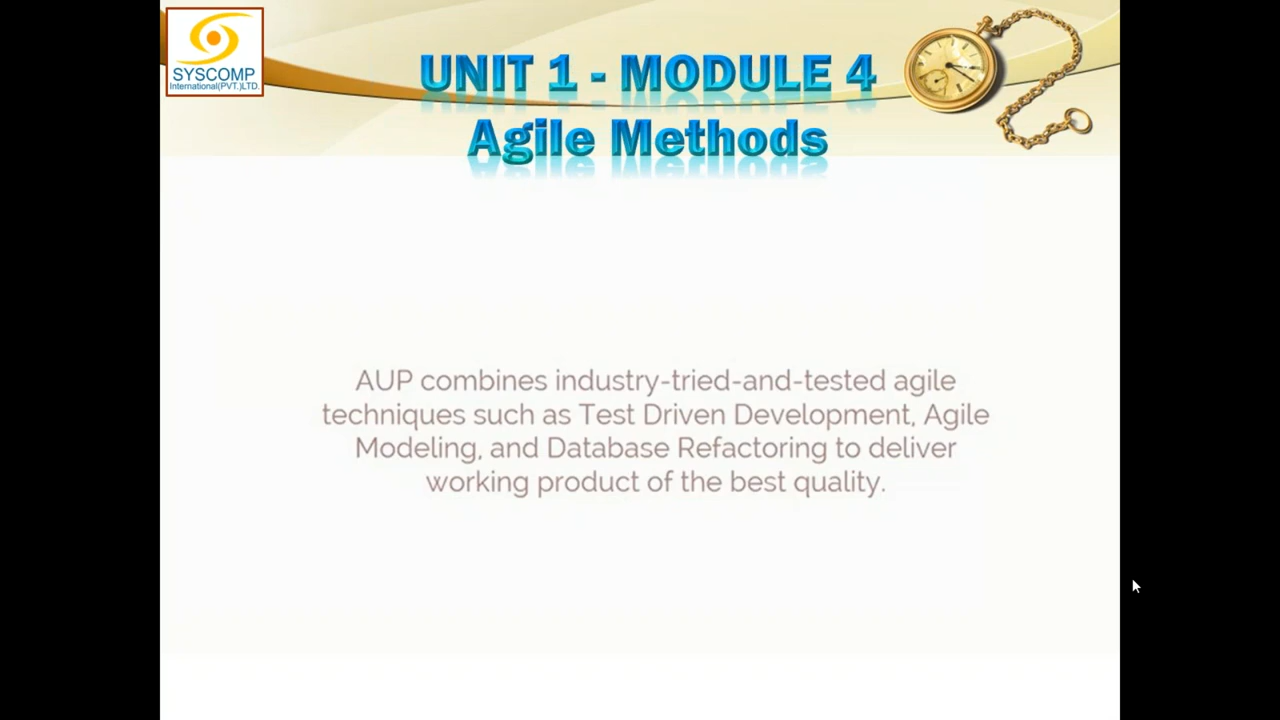 SYSCOMP
International(PVT.)LTD.
UNIT 1 - MODULE 4
Agile Methods
AUP combines industry-tried-and-tested agile
techniques such as Test Driven Development, Agile
Modeling, and Database Refactoring to deliver
working product of the best quality.